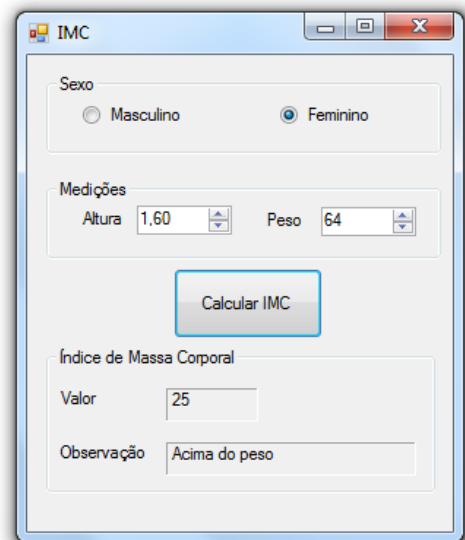 IMC
Sexo
Masculino Feminino
Medições
Altura 1,60 Peso 64
Calcular IMC
Índice de Massa Corporal
Valor 25
Observação Acima do peso